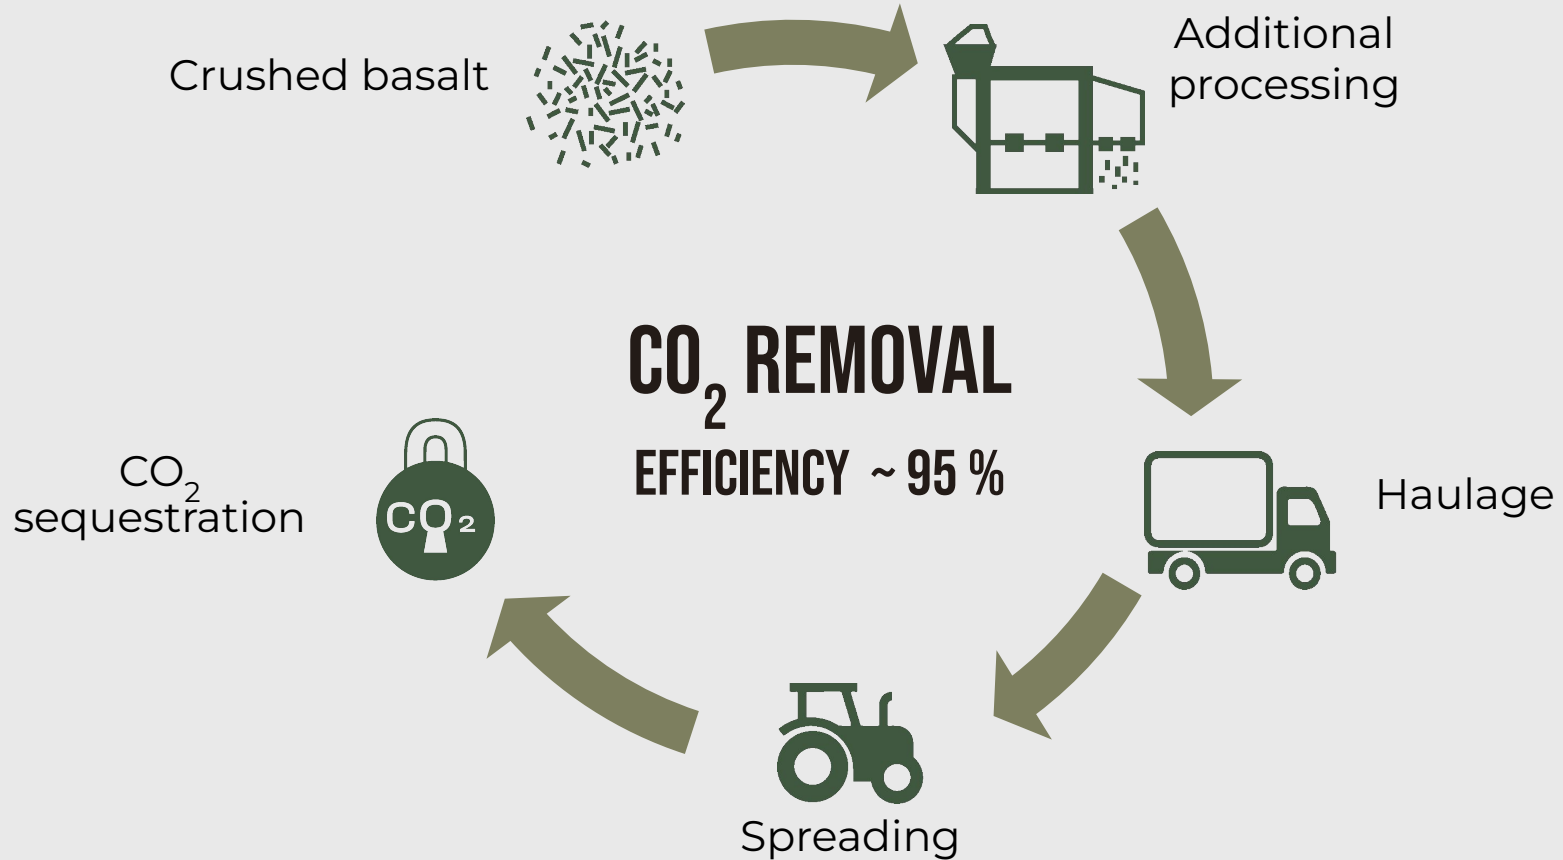 Crushed basalt
Additional
processing
CO₂ REMOVAL
EFFICIENCY ~ 95 %
CO₂
sequestration
CO₂
Haulage
Spreading